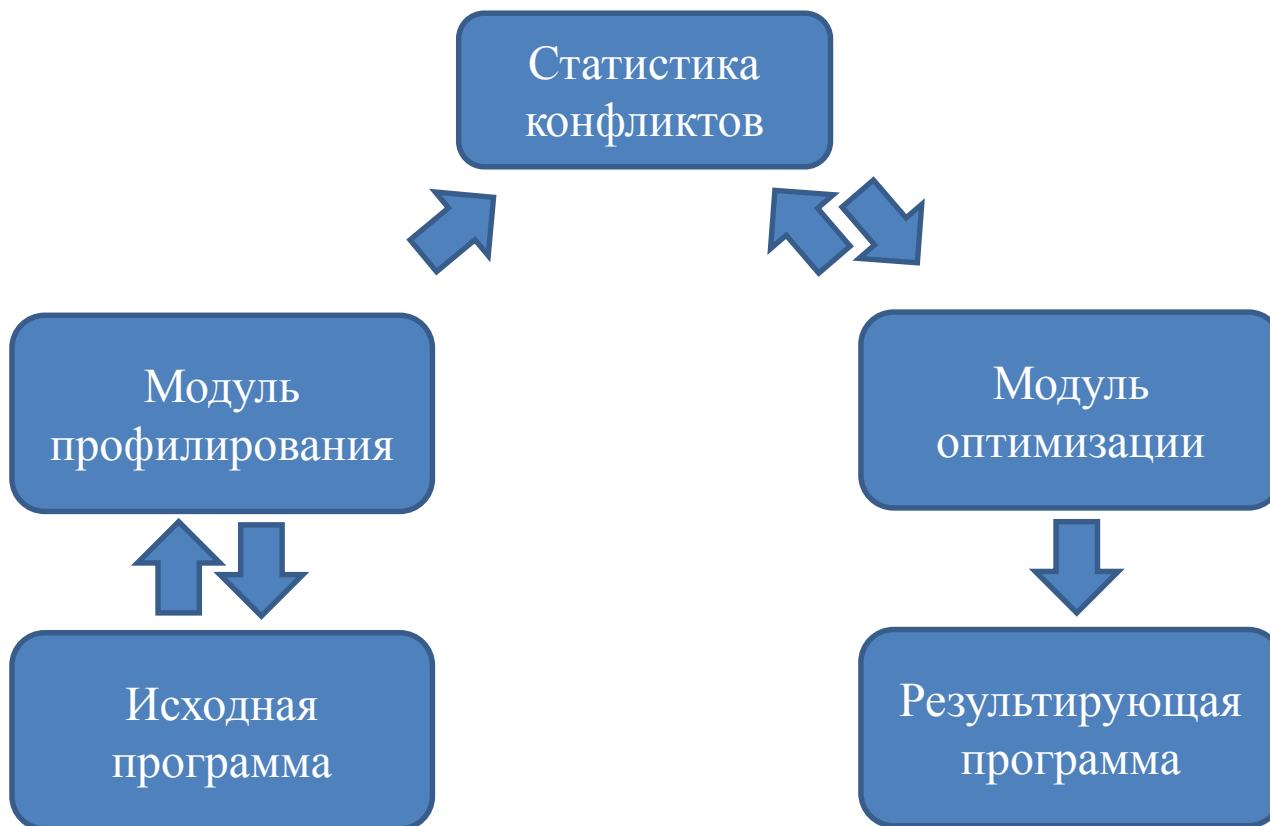 Статистика
конфликтов
Модуль
профилирования
Модуль
оптимизации
Исходная
программа
Результирующая
программа